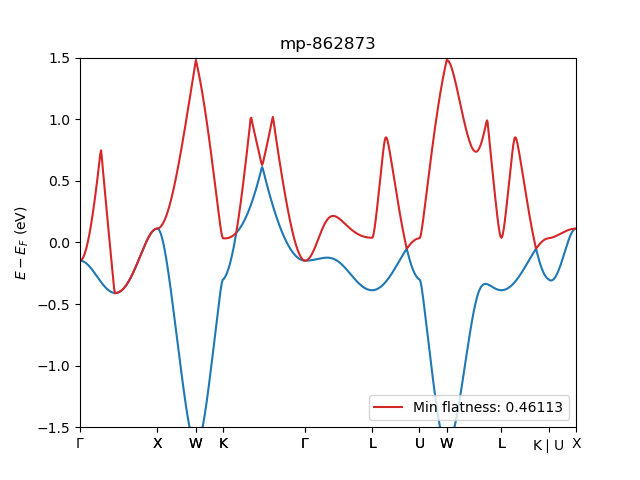 mp-862873
E − E_F (eV)
1.5
1.0
0.5
0.0
−0.5
−1.0
−1.5
Min flatness: 0.46113
Γ X W K Γ L U W L K | U X